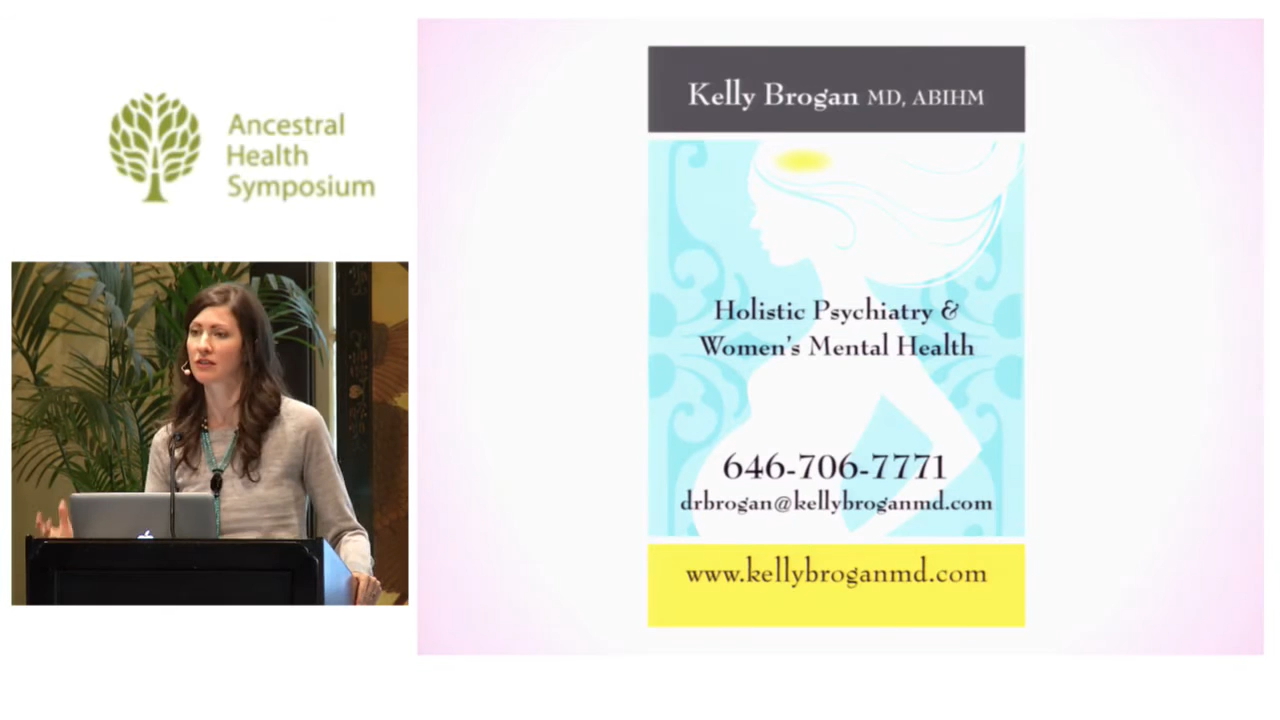 Ancestral
Health
Symposium
Kelly Brogan MD, ABIHM
Holistic Psychiatry &
Women's Mental Health
646-706-7771
drbrogan@kellybroganmd.com
www.kellybroganmd.com